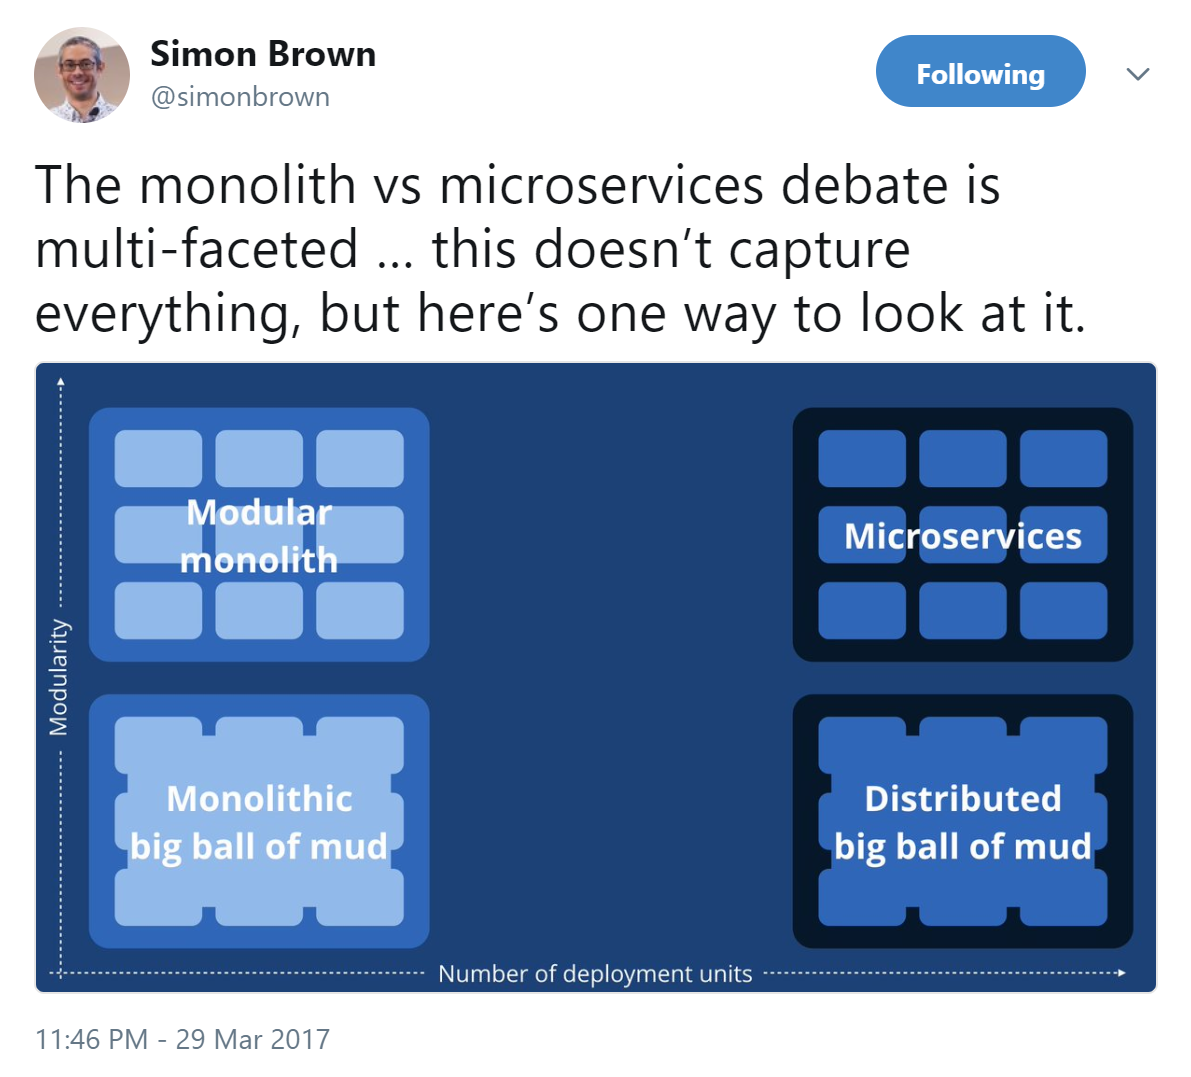 Simon Brown
@simonbrown
Following
The monolith vs microservices debate is
multi-faceted ... this doesn’t capture
everything, but here’s one way to look at it.
Modular
monolith
Microservices
Modularity
Monolithic
big ball of mud
Distributed
big ball of mud
Number of deployment units
11:46 PM - 29 Mar 2017